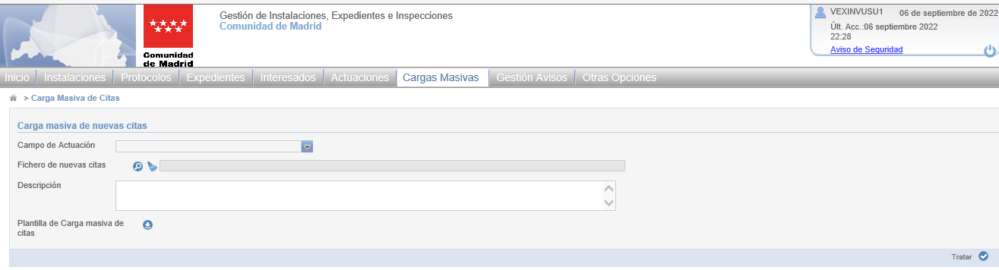 Comunidad
de Madrid
Gestión de Instalaciones, Expedientes e Inspecciones
Comunidad de Madrid
VEXINVUSU1 06 de septiembre de 2022
Últ. Acc.:06 septiembre 2022
22:28
Aviso de Seguridad
Inicio Instalaciones Protocolos Expedientes Interesados Actuaciones Cargas Masivas Gestión Avisos Otras Opciones
> Carga Masiva de Citas
Carga masiva de nuevas citas
Campo de Actuación
Fichero de nuevas citas
Descripción
Plantilla de Carga masiva de
citas
Tratar